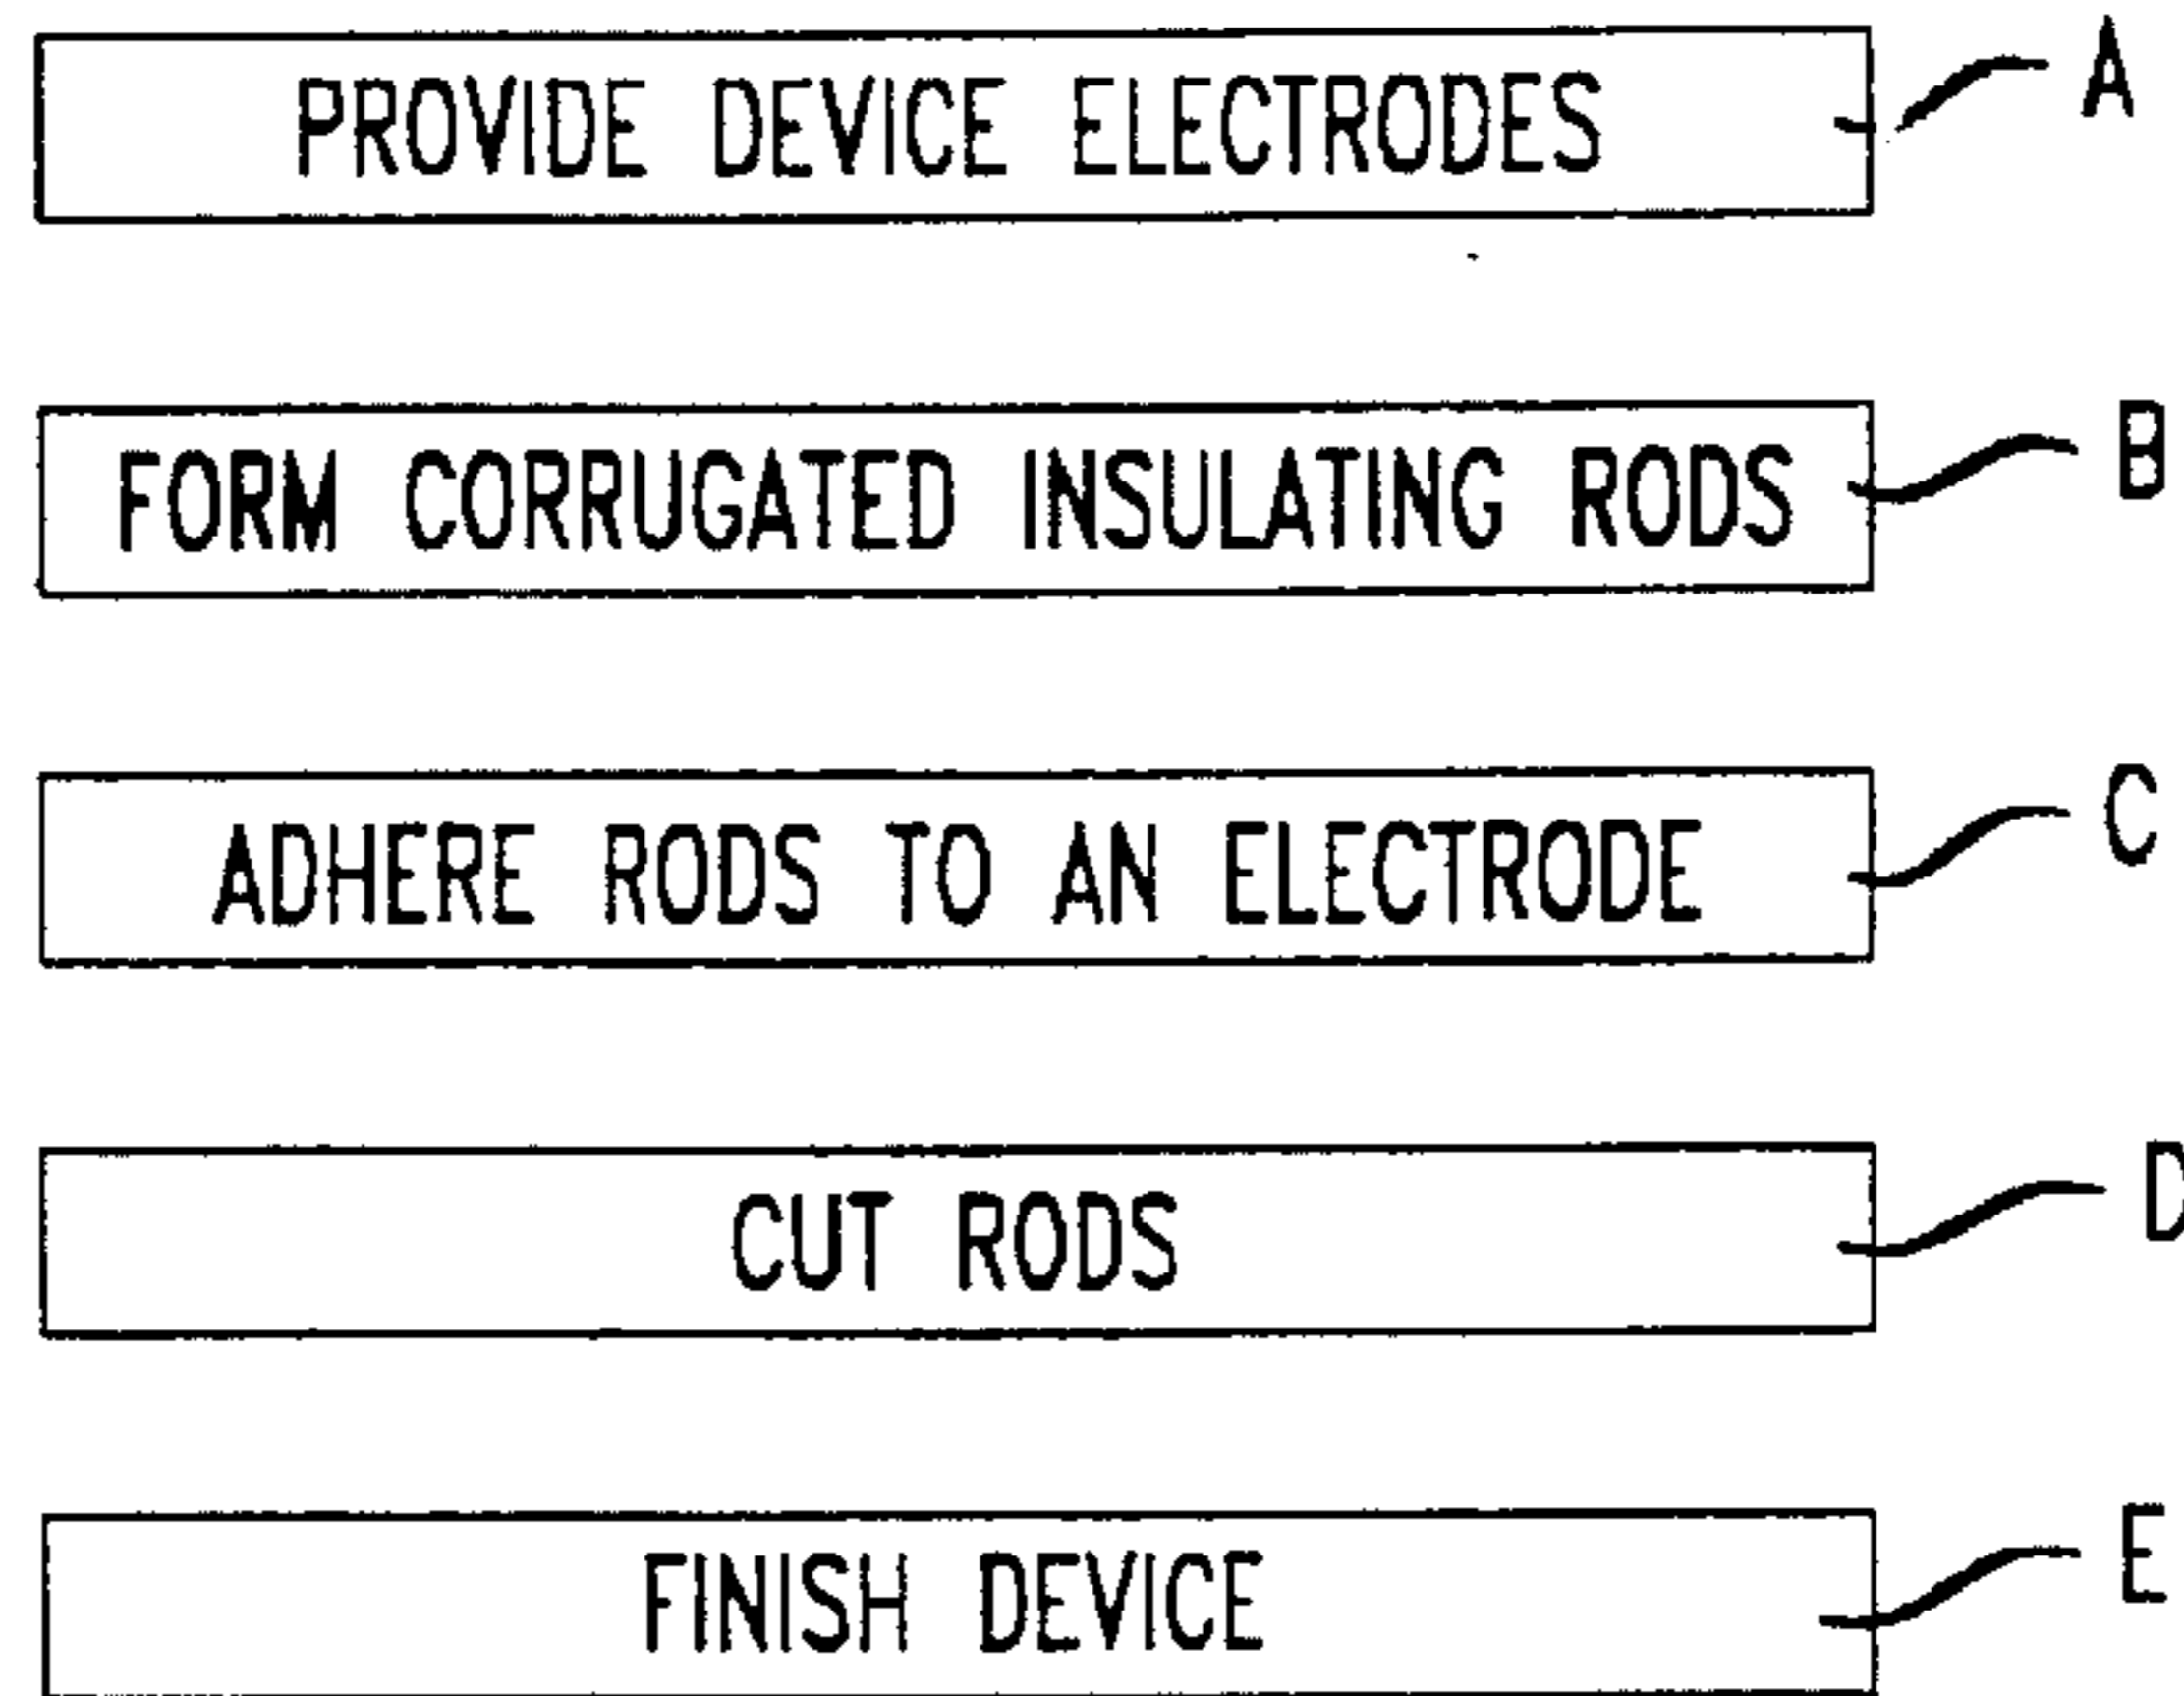 PROVIDE DEVICE ELECTRODES A
FORM CORRUGATED INSULATING RODS B
ADHERE RODS TO AN ELECTRODE C
CUT RODS D
FINISH DEVICE E